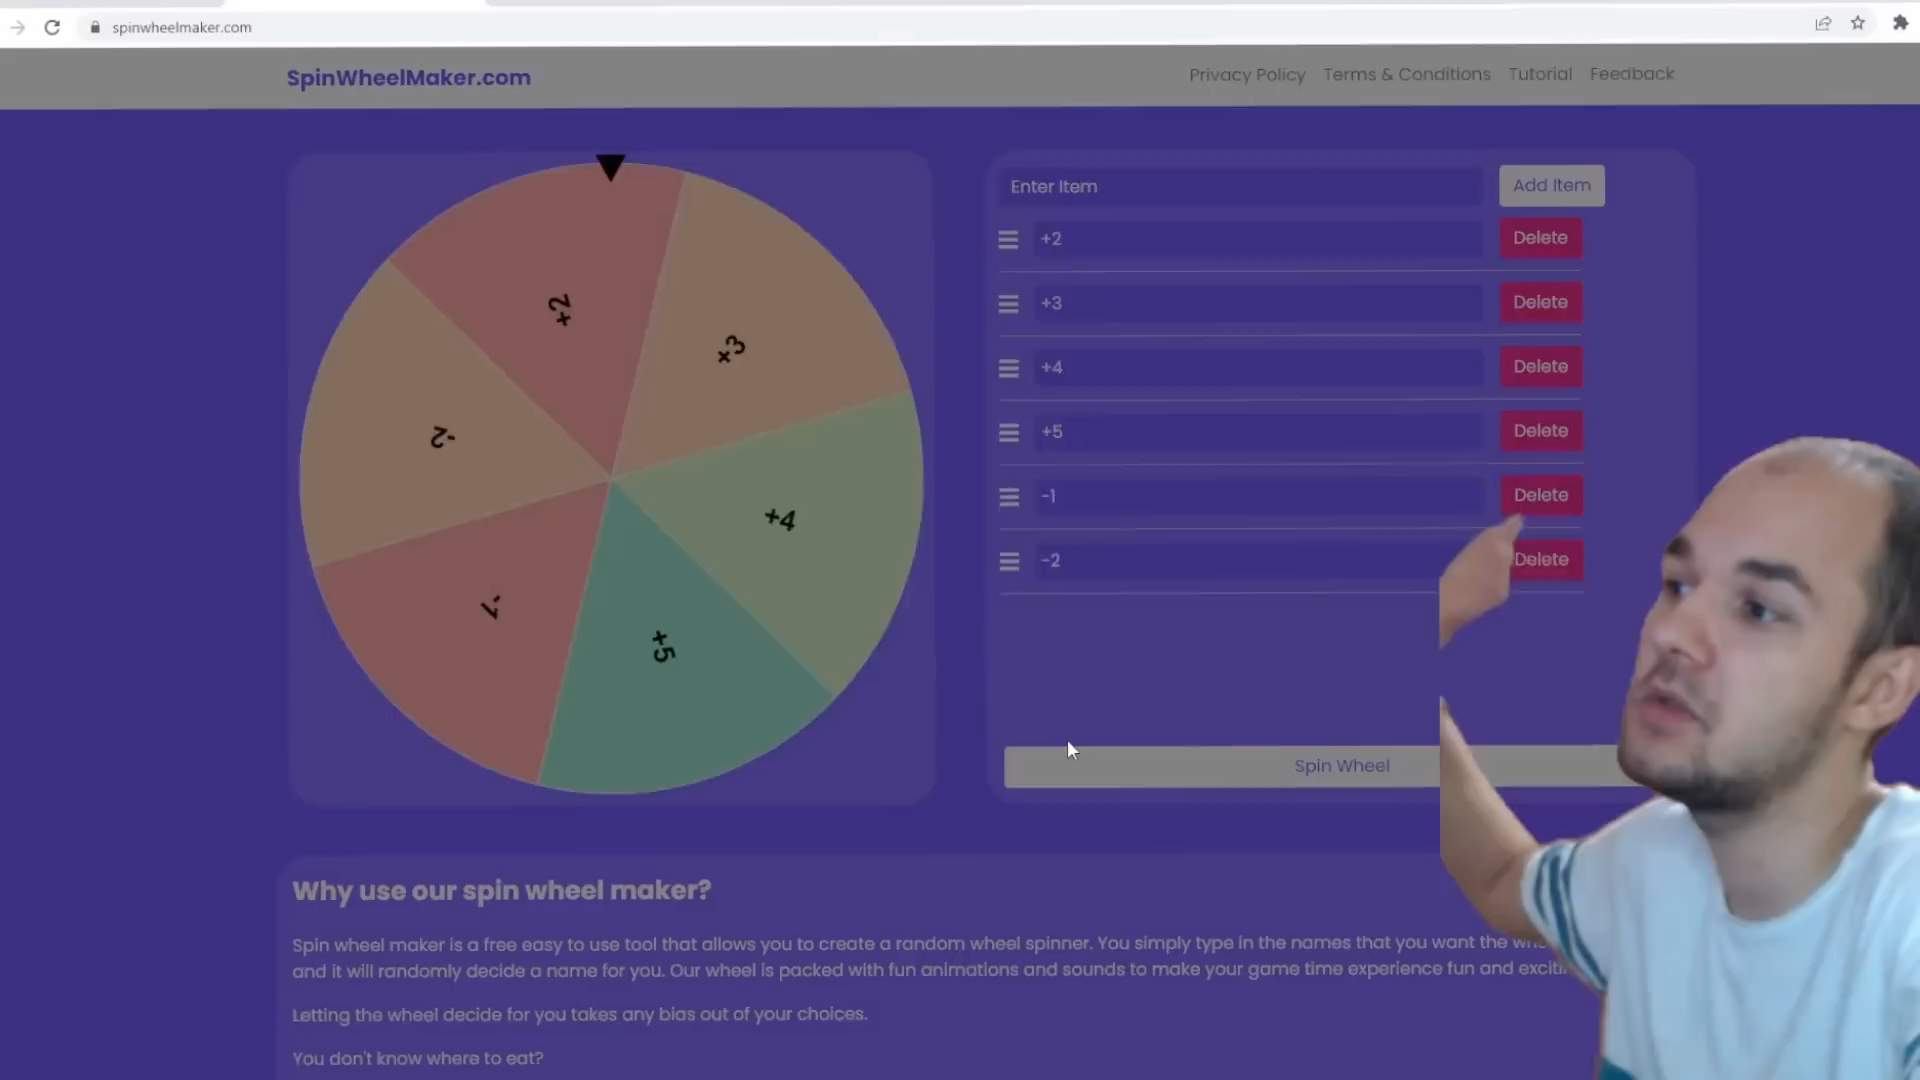 spinwheelmaker.com
SpinWheelMaker.com
Privacy Policy Terms & Conditions Tutorial Feedback
+2
+3
+4
+5
-1
-2
Enter Item Add Item
+2 Delete
+3 Delete
+4 Delete
+5 Delete
-1 Delete
-2 Delete
Spin Wheel
Why use our spin wheel maker?
Spin wheel maker is a free easy to use tool that allows you to create a random wheel spinner. You simply type in the names that you want the
and it will randomly decide a name for you. Our wheel is packed with fun animations and sounds to make your game time experience fun and
Letting the wheel decide for you takes any bias out of your choices.
You don't know where to eat?